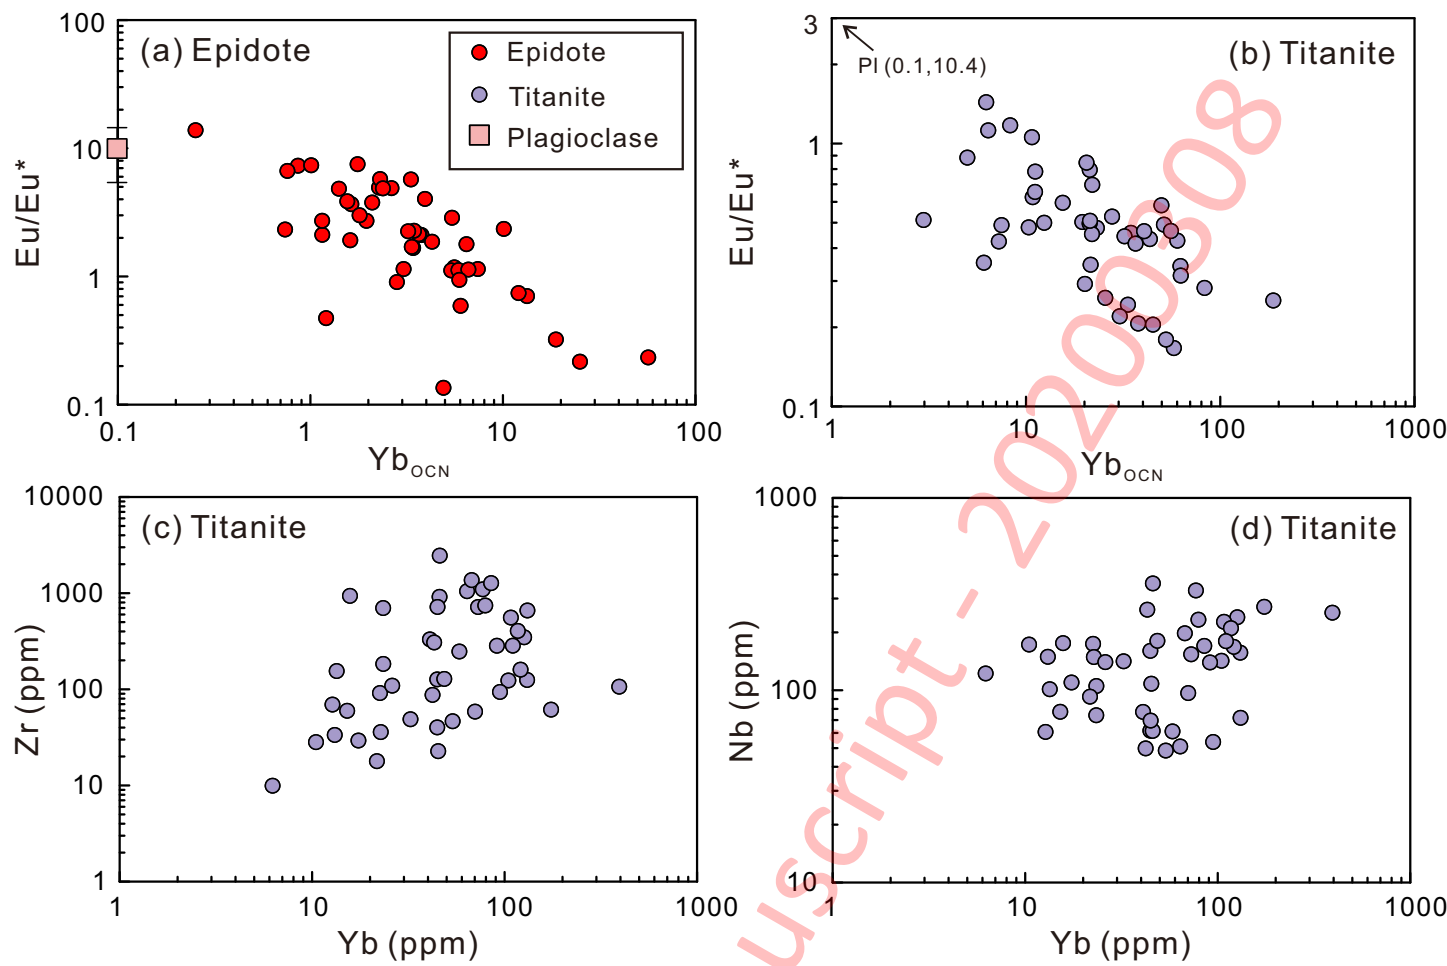 (a) Epidote
Epidote
Titanite
Plagioclase
100
10
1
0.1
Eu/Eu*
0.1
1
10
100
YbOCN
(b) Titanite
Pl (0.1,10.4)
3
1
0.1
Eu/Eu*
1
10
100
1000
YbOCN
(c) Titanite
10000
1000
100
10
1
Zr (ppm)
1
10
100
1000
Yb (ppm)
(d) Titanite
1000
100
10
Nb (ppm)
1
10
100
1000
Yb (ppm)
uscript - 20200308